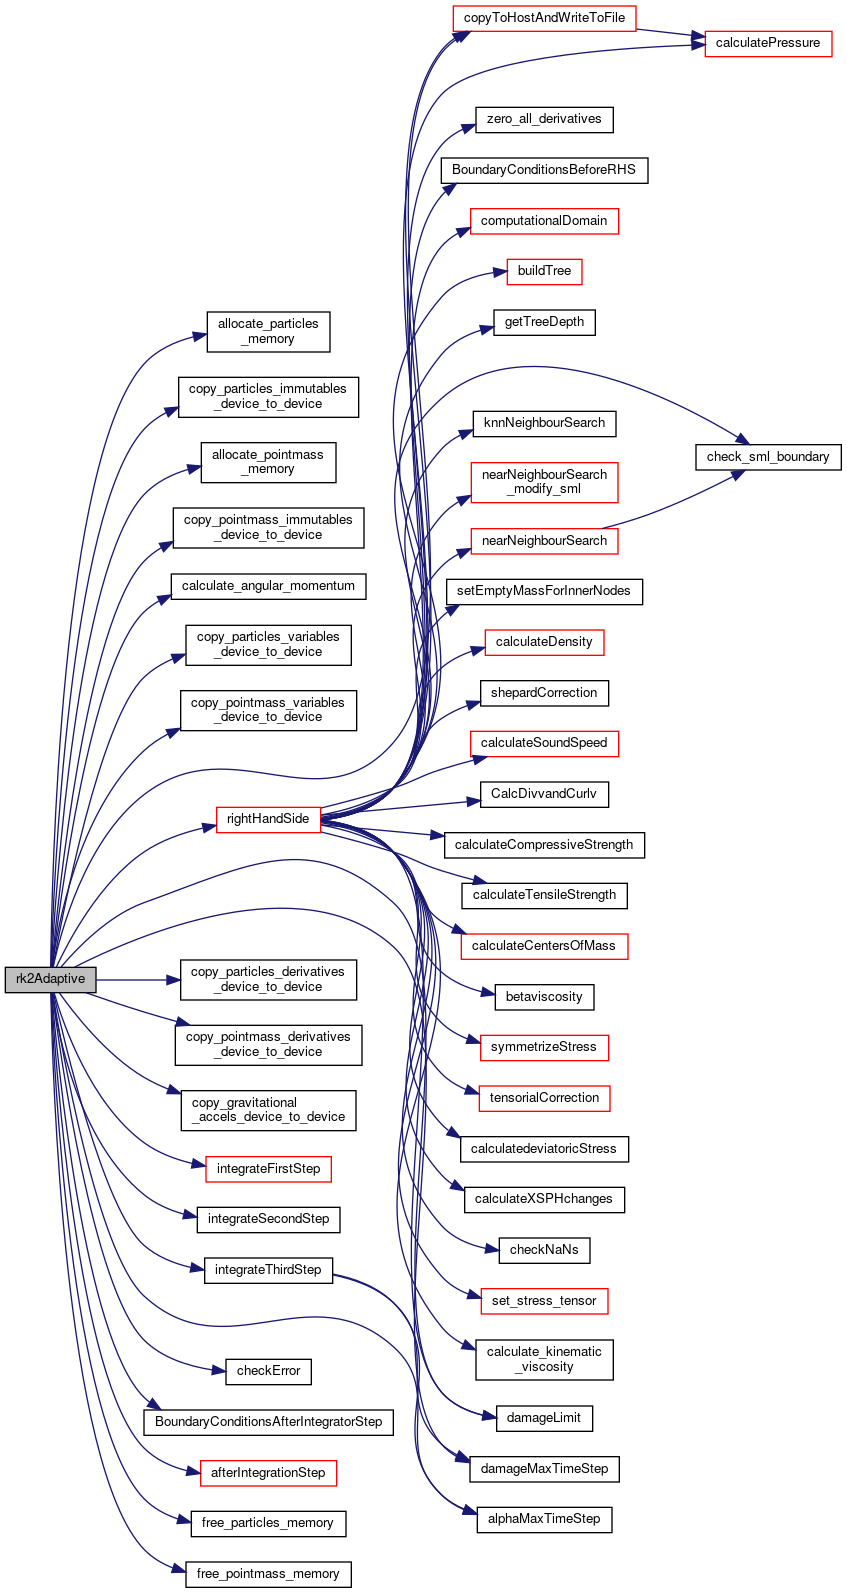 copyToHostAndWriteToFile
calculatePressure
zero_all_derivatives
BoundaryConditionsBeforeRHS
computationalDomain
buildTree
getTreeDepth
allocate_particles
_memory
copy_particles_immutables
_device_to_device
knnNeighbourSearch
allocate_pointmass
_memory
check_sml_boundary
nearNeighbourSearch
_modify_sml
copy_pointmass_immutables
_device_to_device
nearNeighbourSearch
calculate_angular_momentum
setEmptyMassForInnerNodes
copy_particles_variables
_device_to_device
calculateDensity
shepardCorrection
copy_pointmass_variables
_device_to_device
calculateSoundSpeed
CalcDivvandCurlv
rightHandSide
calculateCompressiveStrength
calculateTensileStrength
calculateCentersOfMass
rk2Adaptive
copy_particles_derivatives
_device_to_device
betaviscosity
copy_pointmass_derivatives
_device_to_device
symmetrizeStress
copy_gravitational
_accels_device_to_device
tensorialCorrection
calculatedeviatoricStress
integrateFirstStep
calculateXSPHchanges
integrateSecondStep
checkNaNs
integrateThirdStep
set_stress_tensor
calculate_kinematic
_viscosity
checkError
damageLimit
BoundaryConditionsAfterIntegratorStep
afterIntegrationStep
damageMaxTimeStep
free_particles_memory
alphaMaxTimeStep
free_pointmass_memory